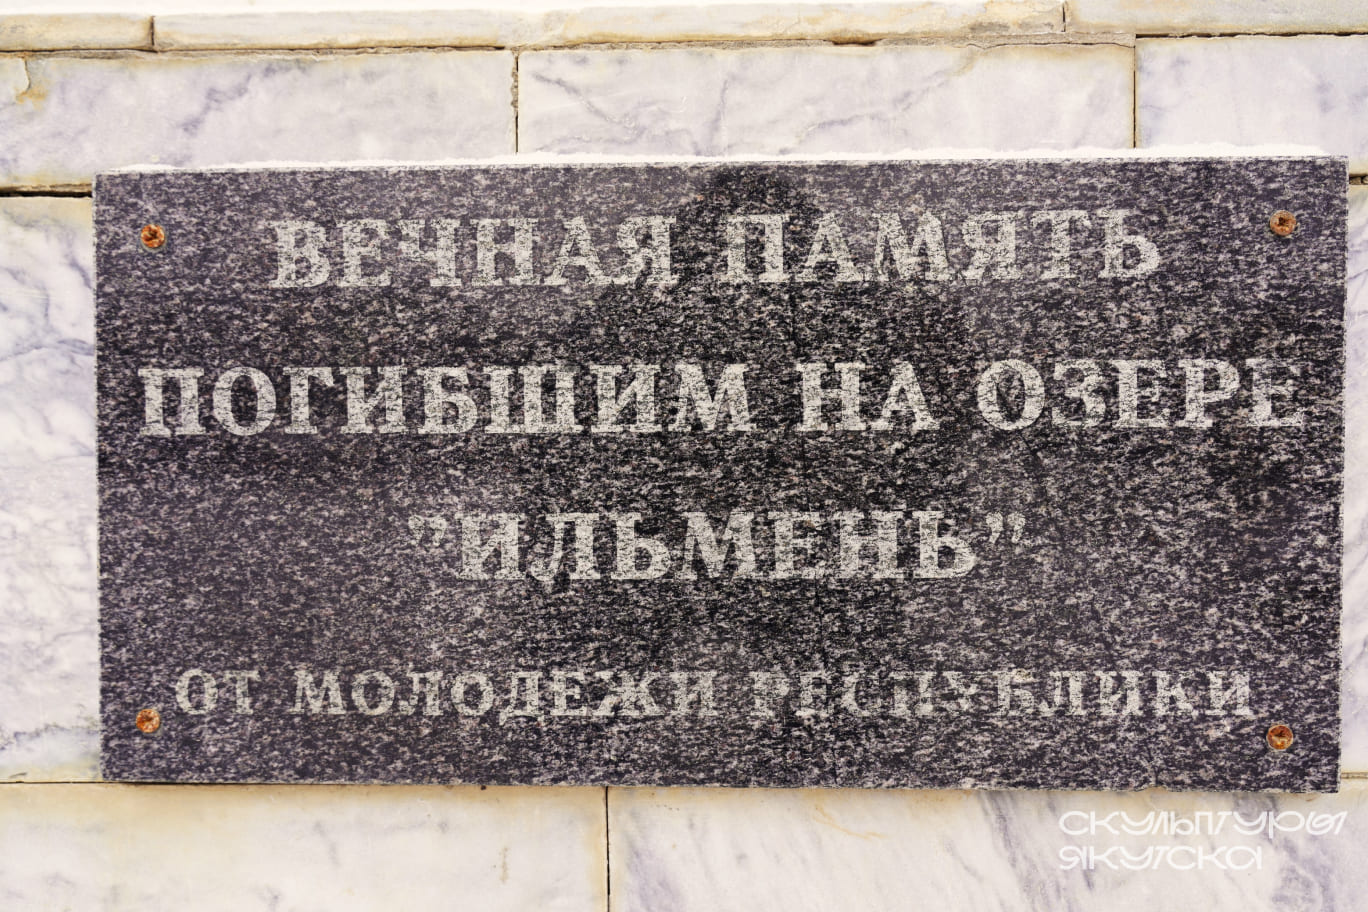 ВЕЧНАЯ ПАМЯТЬ
ПОГИБШИМ НА ОЗЕРЕ
”ИЛЬМЕНЬ”
ОТ МОЛОДЕЖИ РЕСПУБЛИКИ
СКУЛЬПТУРЫ
ЯКУТСКА